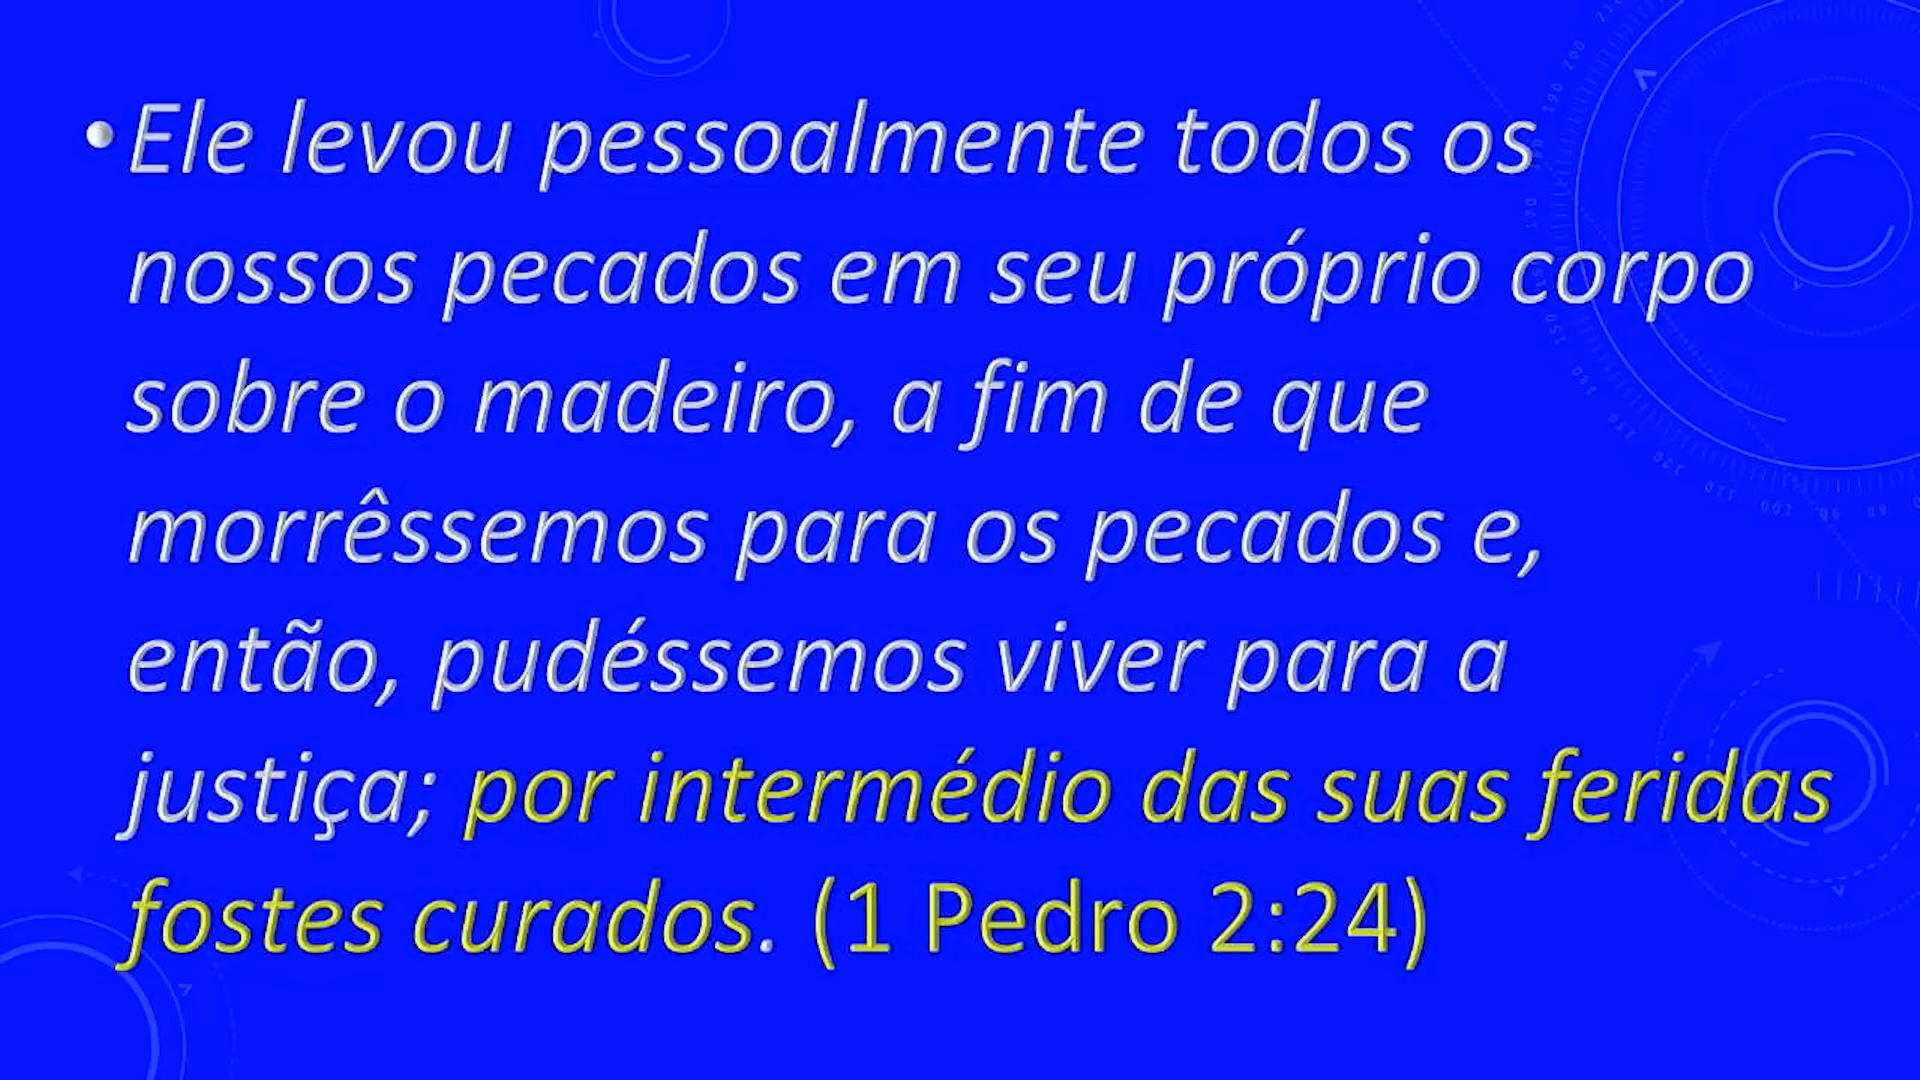 •Ele levou pessoalmente todos os
nossos pecados em seu próprio corpo
sobre o madeiro, a fim de que
morrêssemos para os pecados e,
então, pudéssemos viver para a
justiça; por intermédio das suas feridas
fostes curados. (1 Pedro 2:24)